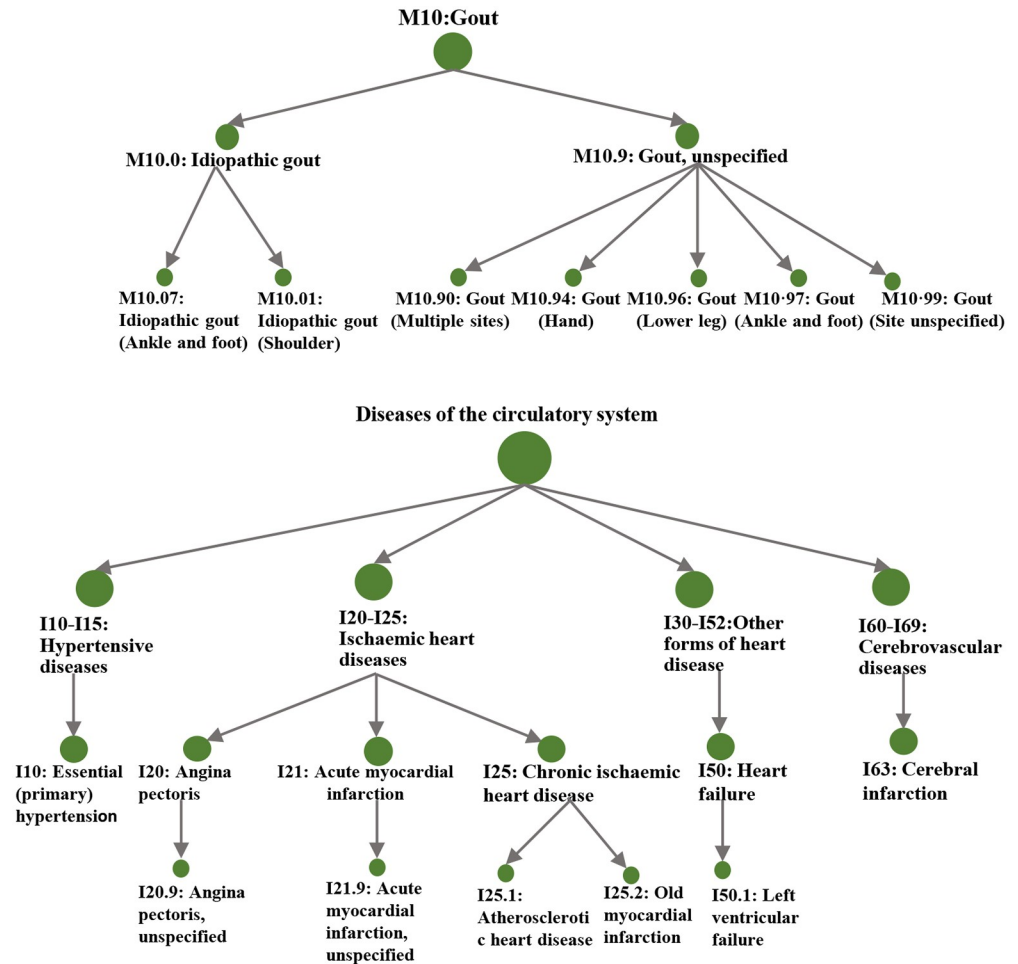 M10:Gout
M10.0: Idiopathic gout
M10.9: Gout, unspecified
M10.07:
Idiopathic gout
(Ankle and foot)
M10.01:
Idiopathic gout
(Shoulder)
M10.90: Gout
(Multiple sites)
M10.94: Gout
(Hand)
M10.96: Gout
(Lower leg)
M10·97: Gout
(Ankle and foot)
M10·99: Gout
(Site unspecified)
Diseases of the circulatory system
I10-I15:
Hypertensive
diseases
I20-I25:
Ischaemic heart
diseases
I30-I52:Other
forms of heart
disease
I60-I69:
Cerebrovascular
diseases
I10: Essential
(primary)
hypertension
I20: Angina
pectoris
I21: Acute myocardial
infarction
I25: Chronic ischaemic
heart disease
I50: Heart
failure
I63: Cerebral
infarction
I20.9: Angina
pectoris,
unspecified
I21.9: Acute
myocardial
infarction,
unspecified
I25.1:
Atheroscleroti
c heart disease
I25.2: Old
myocardial
infarction
I50.1: Left
ventricular
failure